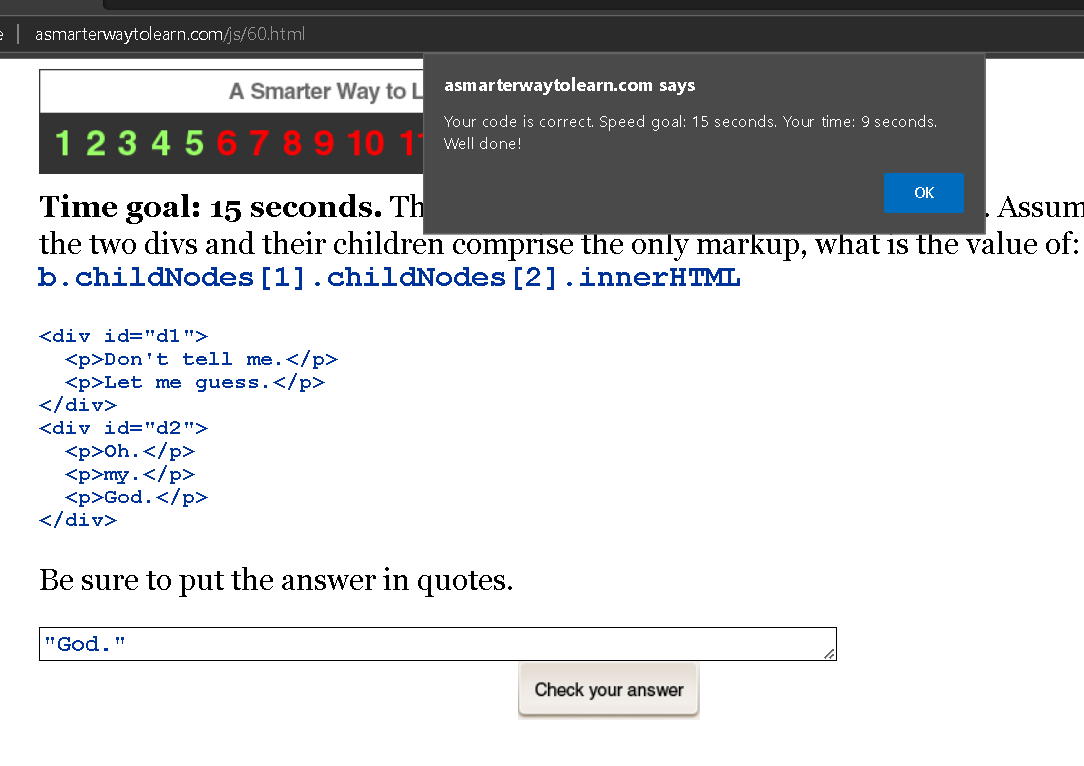 e | asmarterwaytolearn.com/js/60.html
asmarterwaytolearn.com says
Your code is correct. Speed goal: 15 seconds. Your time: 9 seconds.
Well done!
OK
A Smarter Way to L
1 2 3 4 5 6 7 8 9 10 11
Time goal: 15 seconds. Th . Assum
the two divs and their children comprise the only markup, what is the value of:
b.childNodes[1].childNodes[2].innerHTML
<div id="d1">
<p>Don't tell me.</p>
<p>Let me guess.</p>
</div>
<div id="d2">
<p>Oh.</p>
<p>my.</p>
<p>God.</p>
</div>
Be sure to put the answer in quotes.
"God."
Check your answer